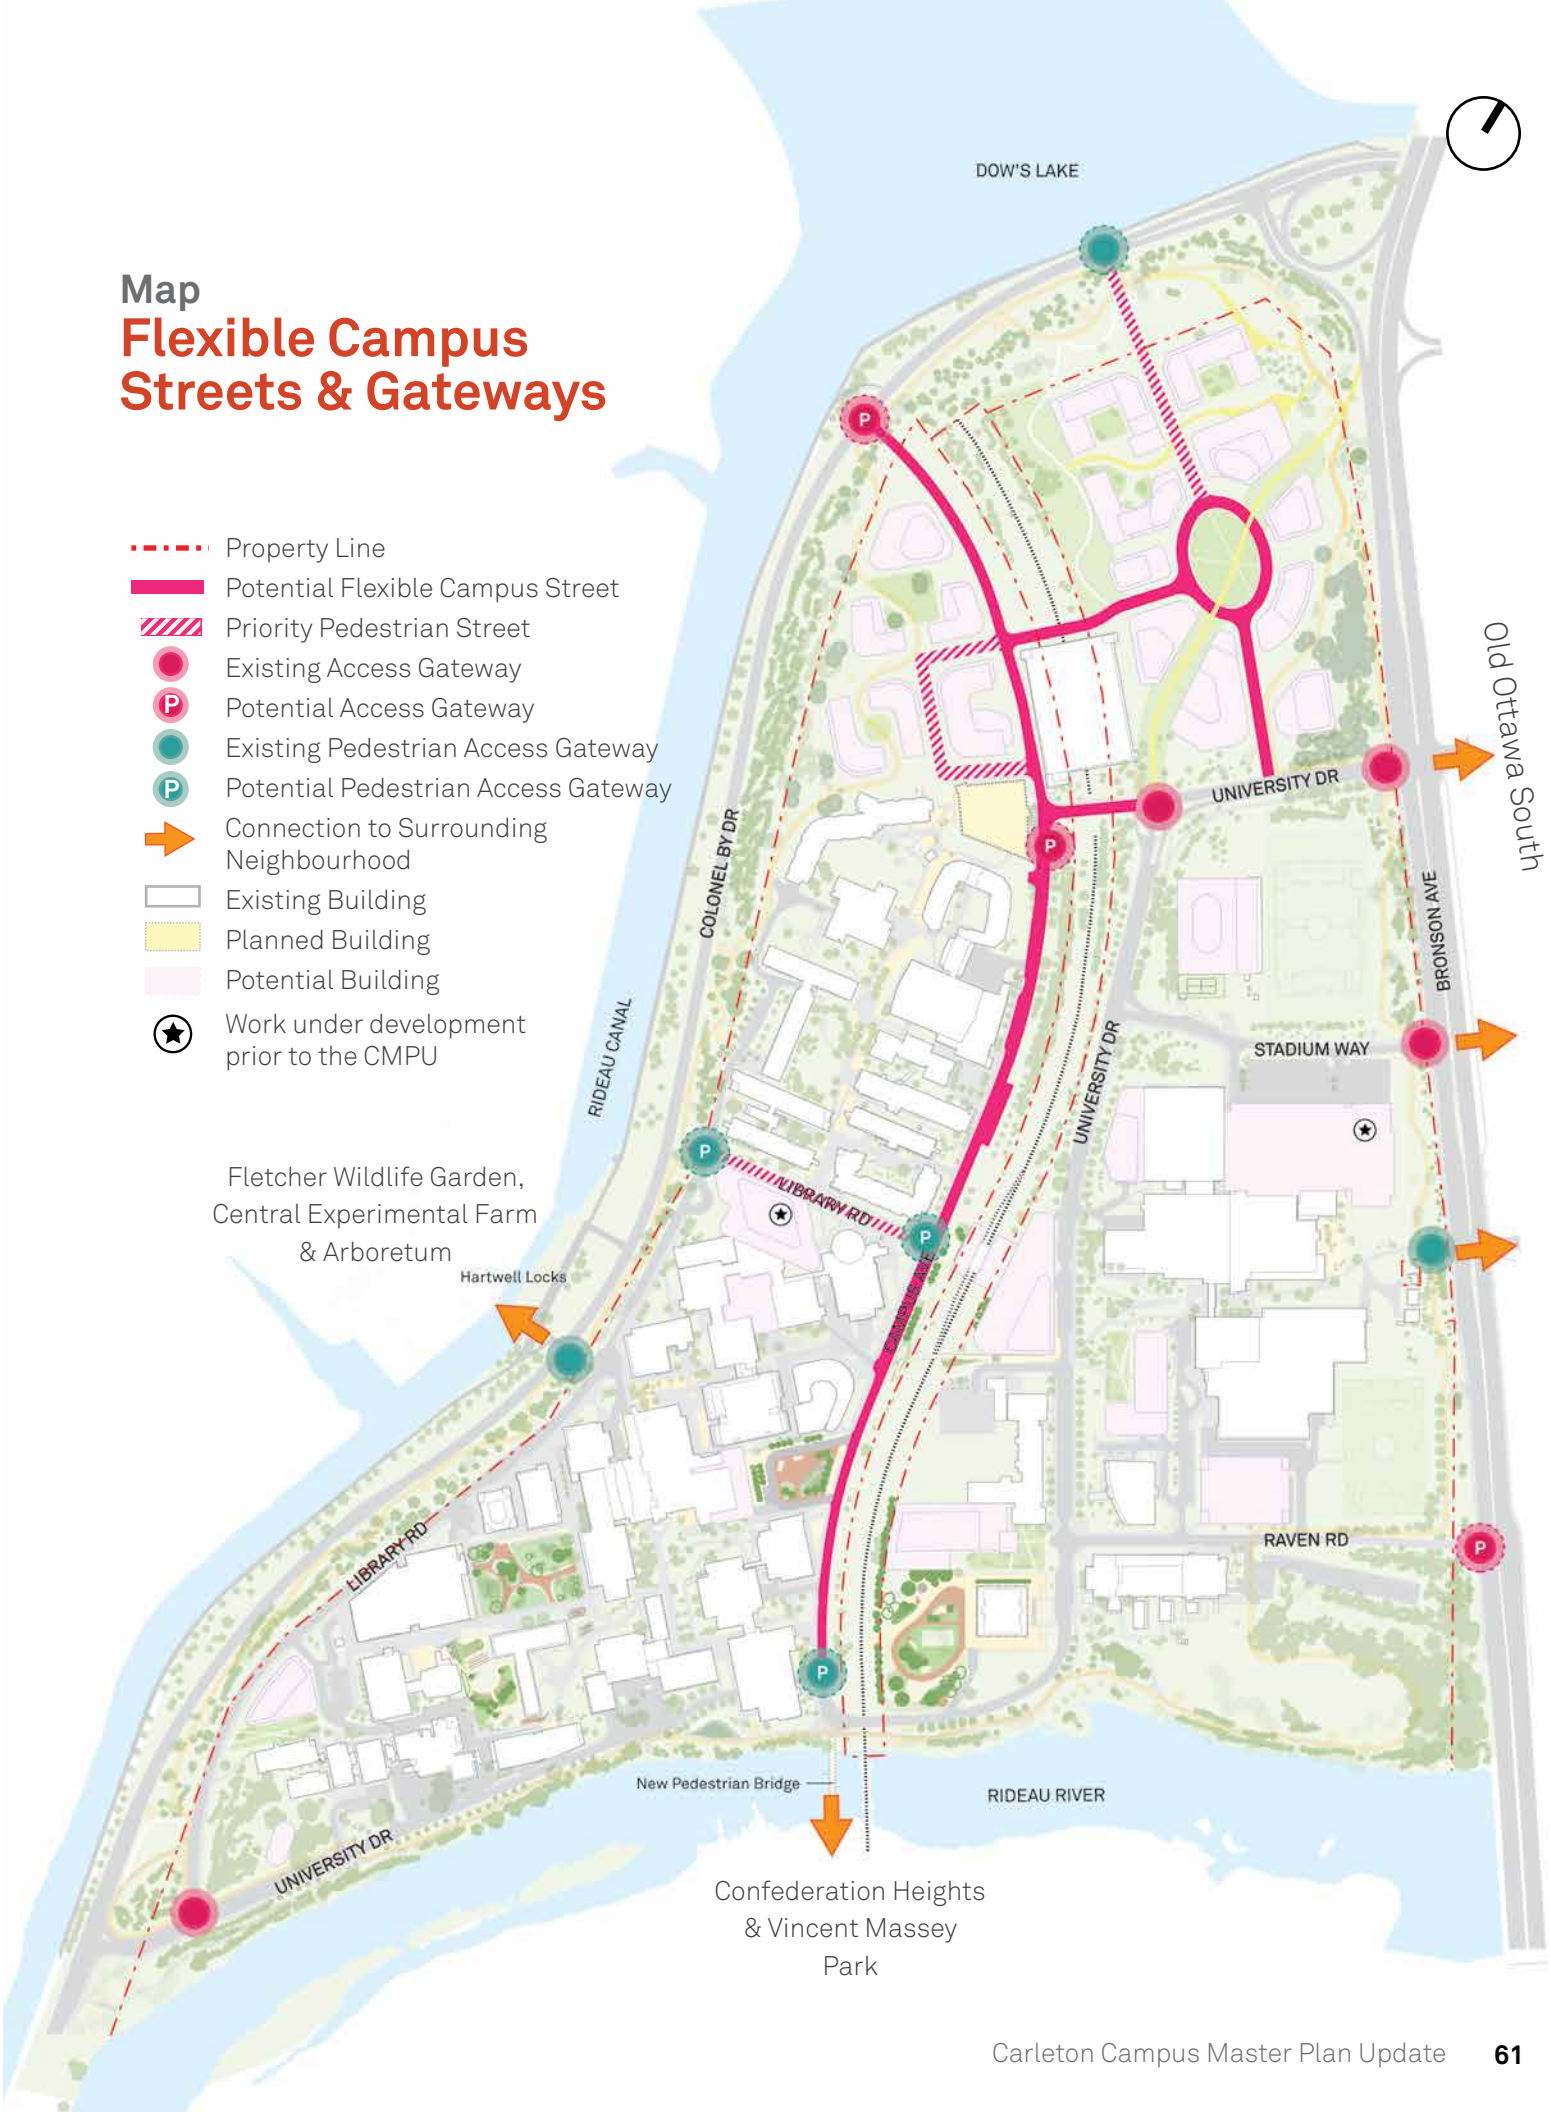 Map
Flexible Campus
Streets & Gateways
Property Line
Potential Flexible Campus Street
Priority Pedestrian Street
Existing Access Gateway
P
Potential Access Gateway
Existing Pedestrian Access Gateway
P
Potential Pedestrian Access Gateway
Connection to Surrounding
Neighbourhood
Existing Building
Planned Building
Potential Building
Work under development
prior to the CMPU
DOW'S LAKE
P
Old Ottawa South
UNIVERSITY DR
P
COLONEL BY DR
BRONSON AVE
RIDEAU CANAL
STADIUM WAY
UNIVERSITY DR
P
LIBRARY RD
P
CAMPUS AVE
Fletcher Wildlife Garden,
Central Experimental Farm
& Arboretum
Hartwell Locks
LIBRARY RD
RAVEN RD
P
P
New Pedestrian Bridge
RIDEAU RIVER
UNIVERSITY DR
Confederation Heights
& Vincent Massey
Park
Carleton Campus Master Plan Update 61